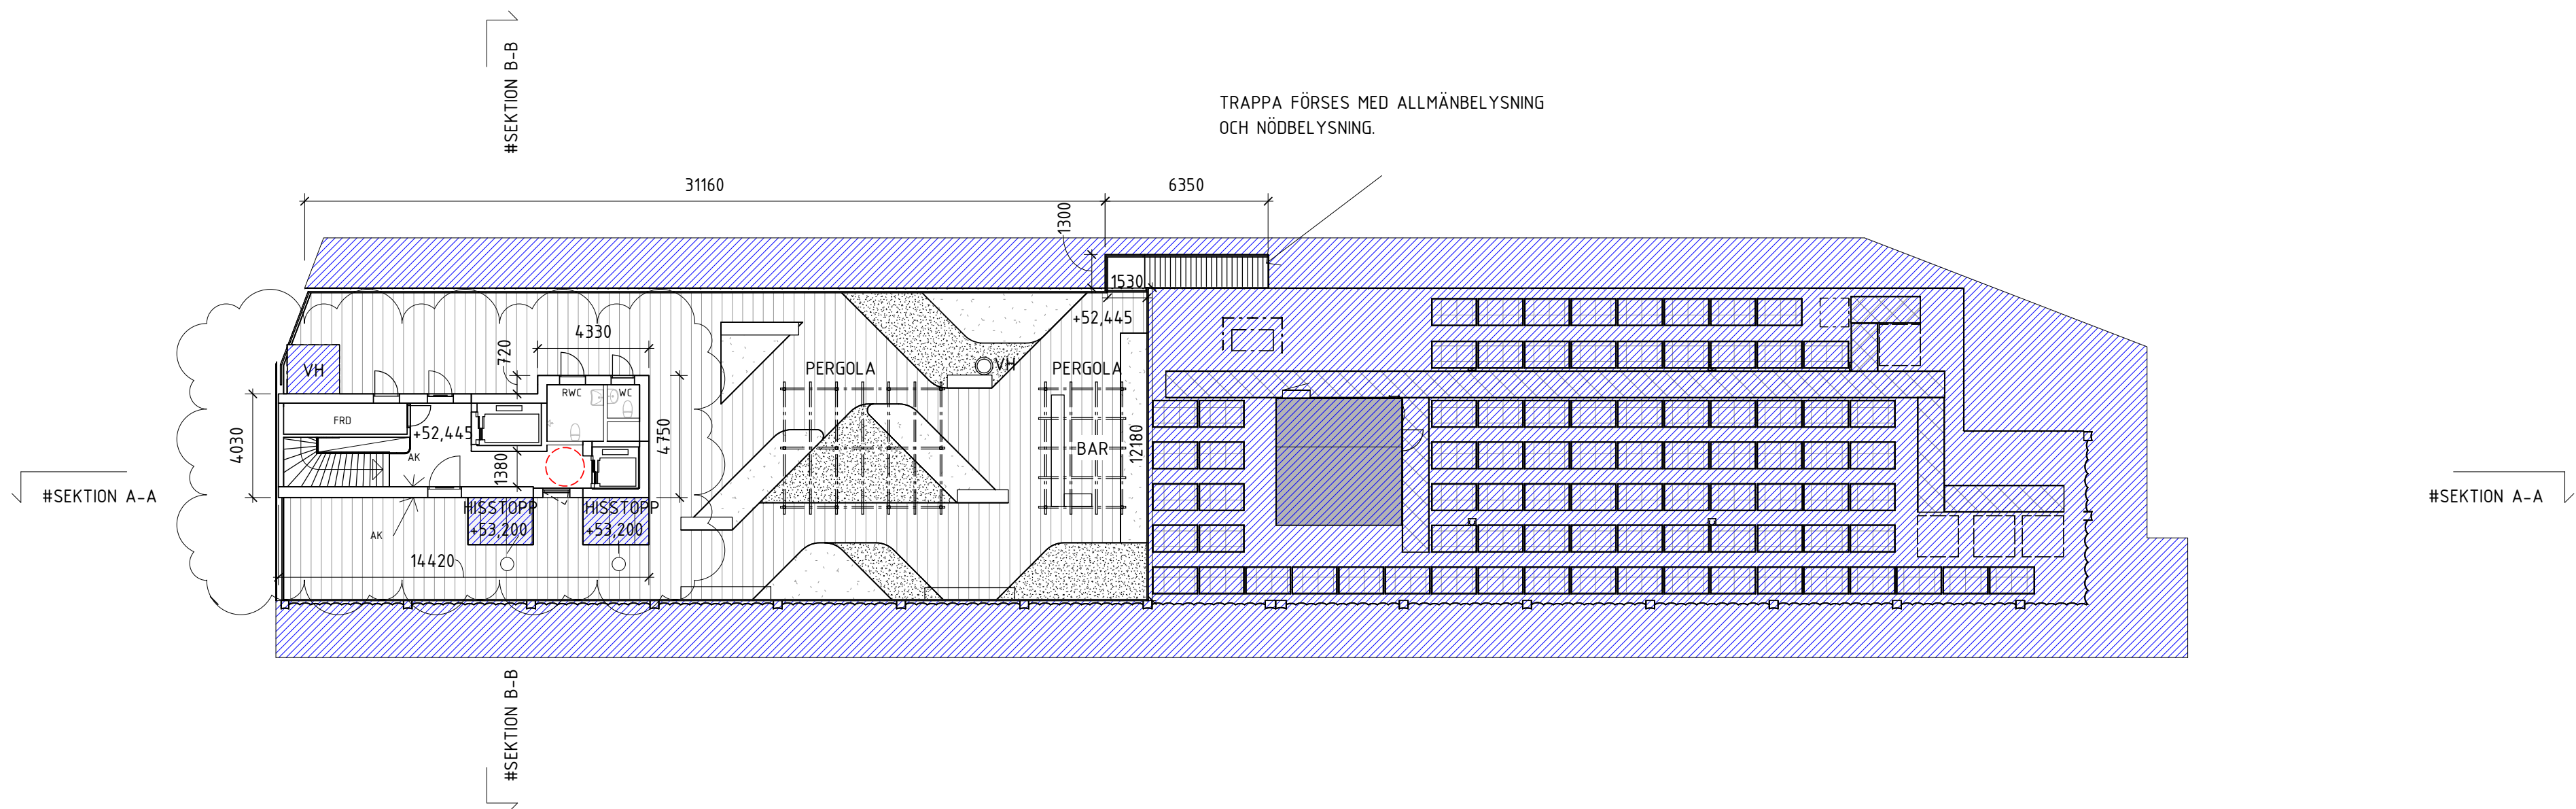 #SEKTION B-B
TRAPPA FÖRSES MED ALLMÄNBELYSNING
OCH NÖDBELYSNING.
31160
6350
1300
1530
+52,445
4330
720
PERGOLA
VH
PERGOLA
VH
RWC
WC
FRD
+52,445
4030
4750
12180
BAR
AK
1380
#SEKTION A-A
#SEKTION A-A
HISSTOPP
+53,200
HISSTOPP
+53,200
AK
14420
#SEKTION B-B